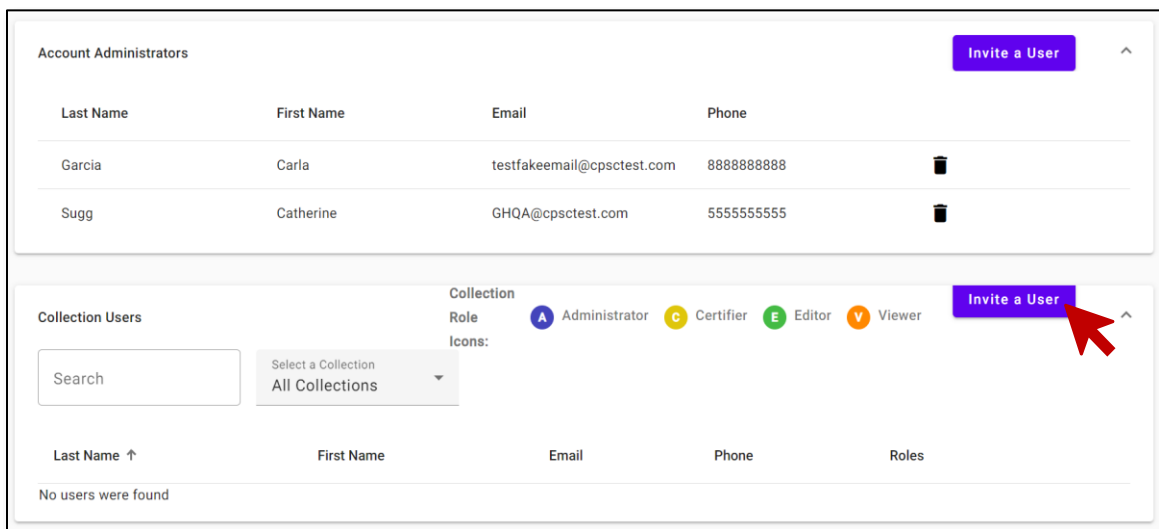 Account Administrators Invite a User
Last Name First Name Email Phone
Garcia Carla testfakeemail@cpsctest.com 8888888888
Sugg Catherine GHQA@cpsctest.com 5555555555
Collection Users
Collection
Role
Icons:
A Administrator C Certifier E Editor V Viewer
Invite a User
Search
Select a Collection
All Collections
Last Name ↑ First Name Email Phone Roles
No users were found